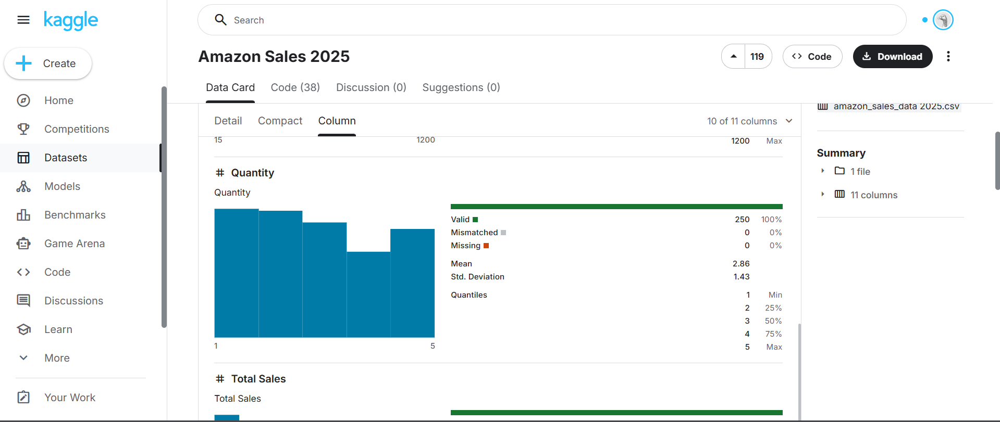 kaggle
Search
Create
Home
Competitions
Datasets
Models
Benchmarks
Game Arena
Code
Discussions
Learn
More
Your Work
Amazon Sales 2025
119
Code
Download
Data Card
Code (38)
Discussion (0)
Suggestions (0)
Detail
Compact
Column
10 of 11 columns
15
1200
1200 Max
# Quantity
Quantity
1
5
Valid 250 100%
Mismatched 0 0%
Missing 0 0%
Mean 2.86
Std. Deviation 1.43
Quantiles 1 Min
2 25%
3 50%
4 75%
5 Max
# Total Sales
Total Sales
amazon_sales_data 2025.csv
Summary
1 file
11 columns